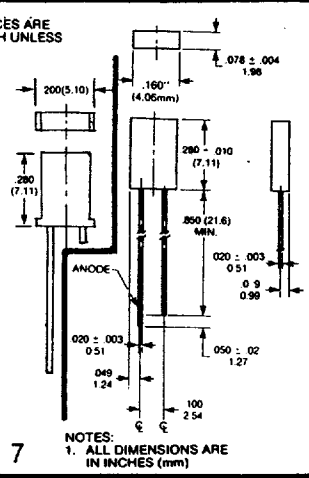 CES ARE
H UNLESS
.078 ± .004
1.98
200(5.10)
.160"
(4.06mm)
.280
(7.11)
280 - .010
(7.11)
.850 (21.6)
MIN.
020 ± .003
0.51
.0 9
0.99
ANODE
020 ± .003
0.51
.050 ± .02
1.27
049
1.24
100
2.54
7
NOTES:
1. ALL DIMENSIONS ARE
IN INCHES (mm)